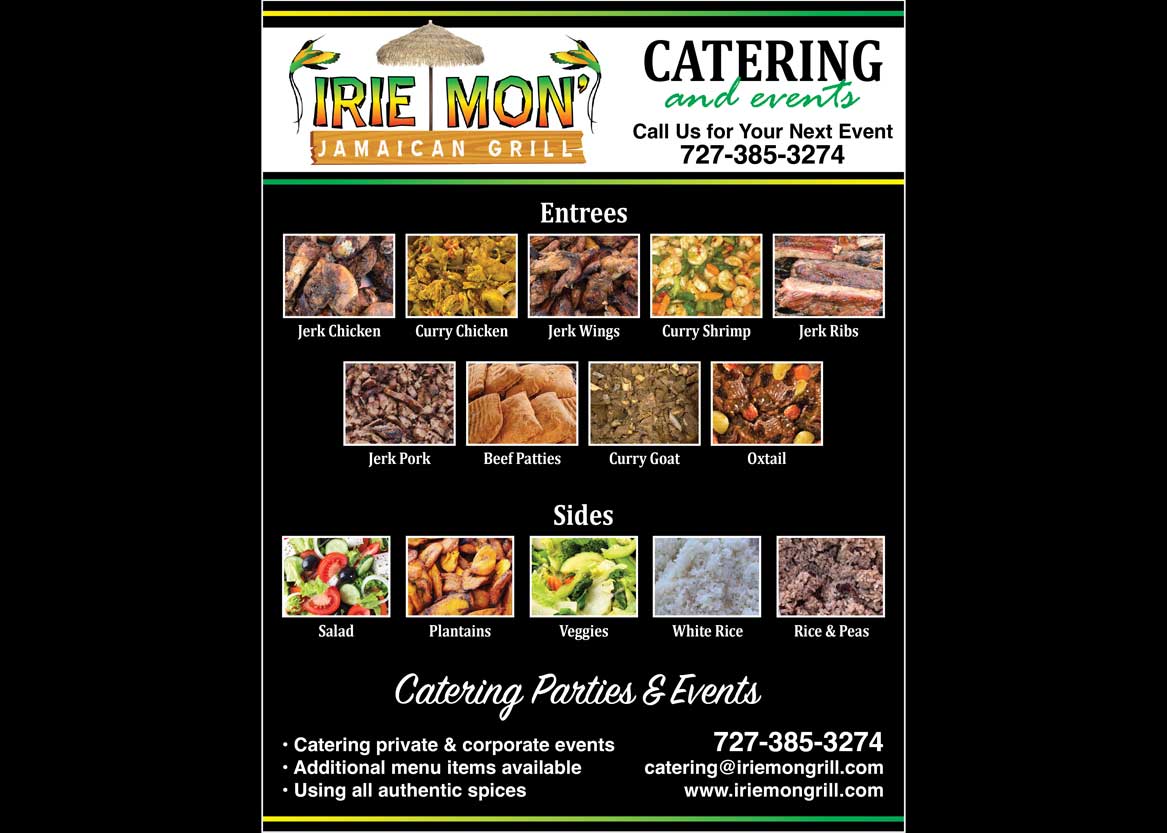 IRIE MON'
JAMAICAN GRILL
CATERING
and events
Call Us for Your Next Event
727-385-3274
Entrees
Jerk Chicken
Curry Chicken
Jerk Wings
Curry Shrimp
Jerk Ribs
Jerk Pork
Beef Patties
Curry Goat
Oxtail
Sides
Salad
Plantains
Veggies
White Rice
Rice & Peas
Catering Parties & Events
• Catering private & corporate events
• Additional menu items available
• Using all authentic spices
727-385-3274
catering@iriemongrill.com
www.iriemongrill.com